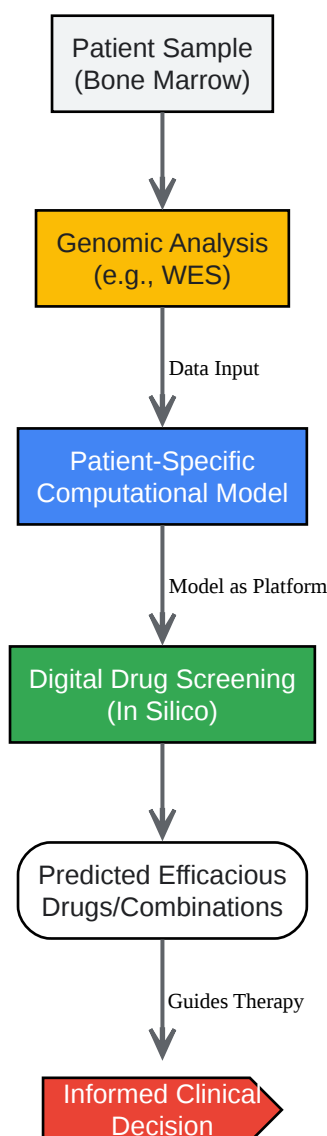 Patient Sample
(Bone Marrow)
Genomic Analysis
(e.g., WES)
Data Input
Patient-Specific
Computational Model
Model as Platform
Digital Drug Screening
(In Silico)
Predicted Efficacious
Drugs/Combinations
Guides Therapy
Informed Clinical
Decision